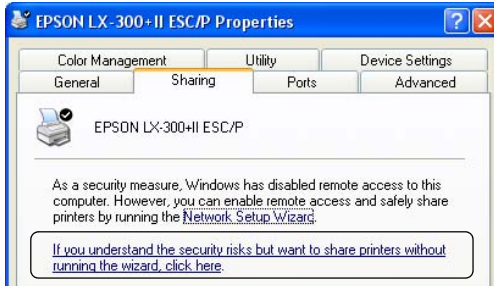 EPSON LX-300+II ESC/P Properties
Color Management Utility Device Settings
General Sharing Ports Advanced
EPSON LX-300+II ESC/P
As a security measure, Windows has disabled remote access to this
computer. However, you can enable remote access and safely share
printers by running the Network Setup Wizard.
If you understand the security risks but want to share printers without
running the wizard, click here.